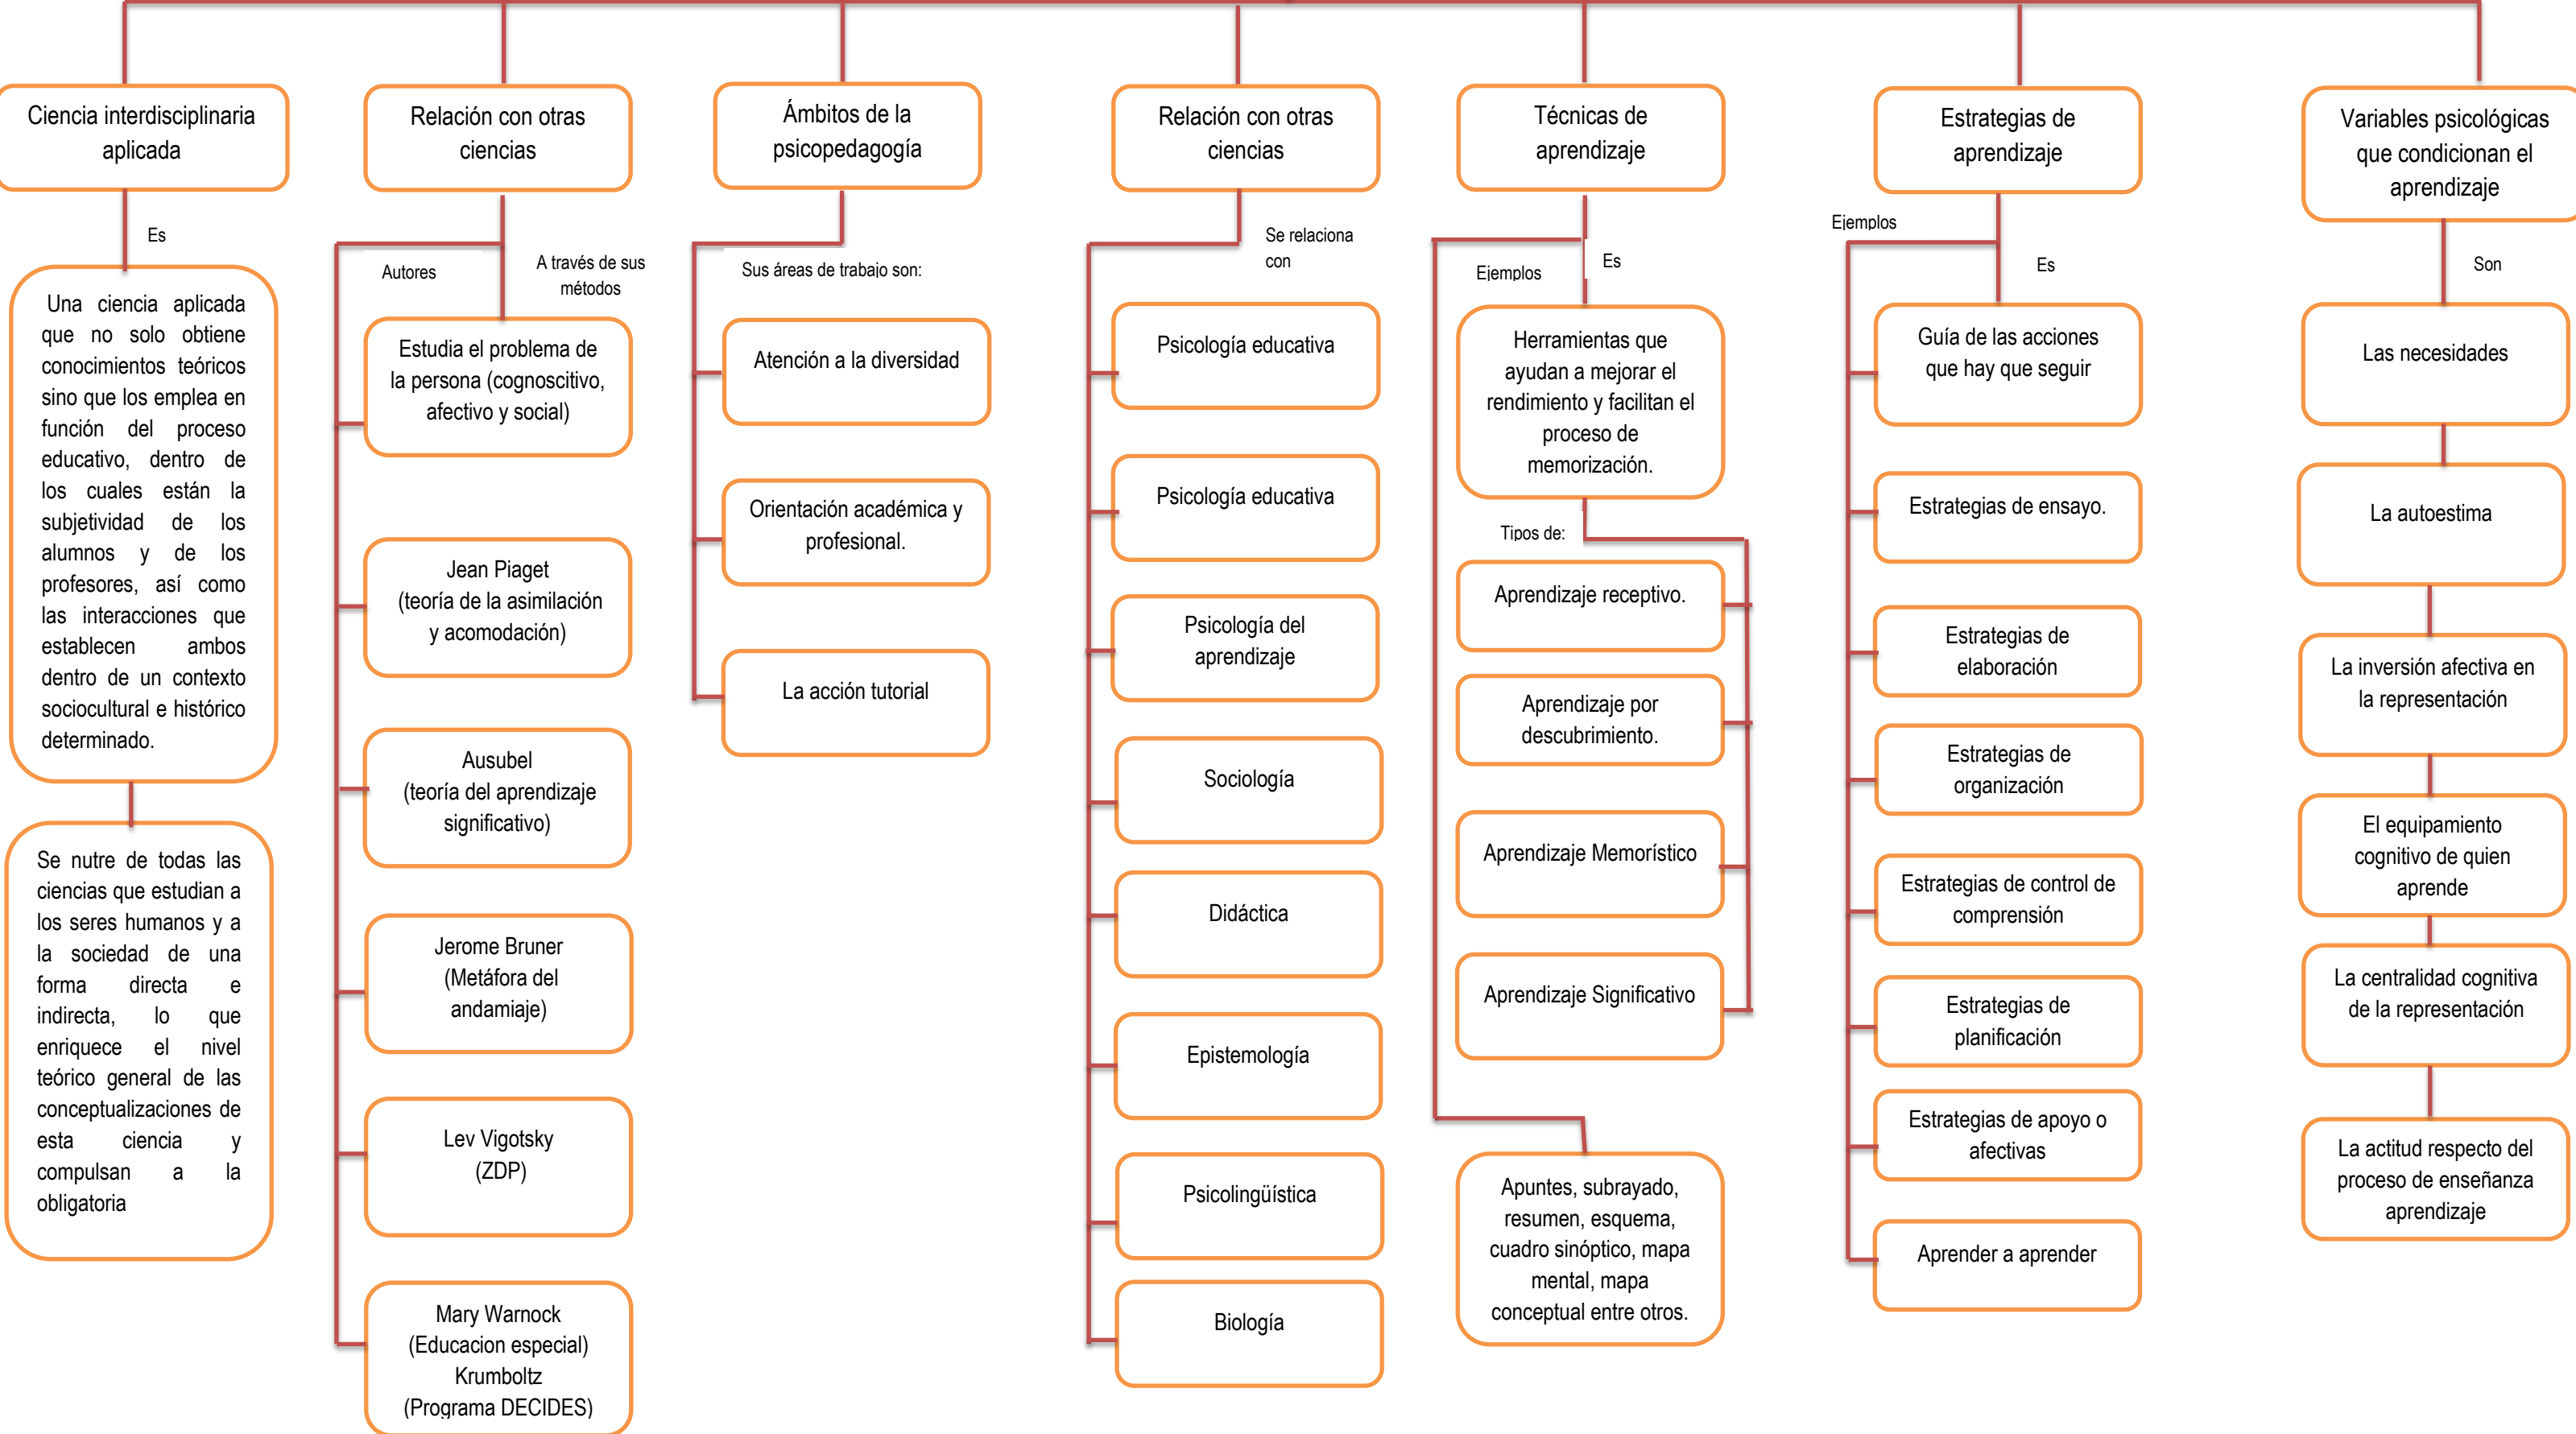 Ciencia interdisciplinaria
aplicada
Es
Una ciencia aplicada
que no solo obtiene
conocimientos teóricos
sino que los emplea en
función del proceso
educativo, dentro de
los cuales están la
subjetividad de los
alumnos y de los
profesores, así como
las interacciones que
establecen ambos
dentro de un contexto
sociocultural e histórico
determinado.
Se nutre de todas las
ciencias que estudian a
los seres humanos y a
la sociedad de una
forma directa e
indirecta, lo que
enriquece el nivel
teórico general de las
conceptualizaciones de
esta ciencia y
compulsan a la
obligatoria
Relación con otras
ciencias
Autores
A través de sus
métodos
Estudia el problema de
la persona (cognoscitivo,
afectivo y social)
Jean Piaget
(teoría de la asimilación
y acomodación)
Ausubel
(teoría del aprendizaje
significativo)
Jerome Bruner
(Metáfora del
andamiaje)
Lev Vigotsky
(ZDP)
Mary Warnock
(Educacion especial)
Krumboltz
(Programa DECIDES)
Ámbitos de la
psicopedagogía
Sus áreas de trabajo son:
Atención a la diversidad
Orientación académica y
profesional.
La acción tutorial
Relación con otras
ciencias
Se relaciona
con
Psicología educativa
Psicología educativa
Psicología del
aprendizaje
Sociología
Didáctica
Epistemología
Psicolingüística
Biología
Técnicas de
aprendizaje
Ejemplos
Es
Herramientas que
ayudan a mejorar el
rendimiento y facilitan el
proceso de
memorización.
Tipos de:
Aprendizaje receptivo.
Aprendizaje por
descubrimiento.
Aprendizaje Memorístico
Aprendizaje Significativo
Apuntes, subrayado,
resumen, esquema,
cuadro sinóptico, mapa
mental, mapa
conceptual entre otros.
Estrategias de
aprendizaje
Ejemplos
Es
Guía de las acciones
que hay que seguir
Estrategias de ensayo.
Estrategias de
elaboración
Estrategias de
organización
Estrategias de control de
comprensión
Estrategias de
planificación
Estrategias de apoyo o
afectivas
Aprender a aprender
Variables psicológicas
que condicionan el
aprendizaje
Son
Las necesidades
La autoestima
La inversión afectiva en
la representación
El equipamiento
cognitivo de quien
aprende
La centralidad cognitiva
de la representación
La actitud respecto del
proceso de enseñanza
aprendizaje